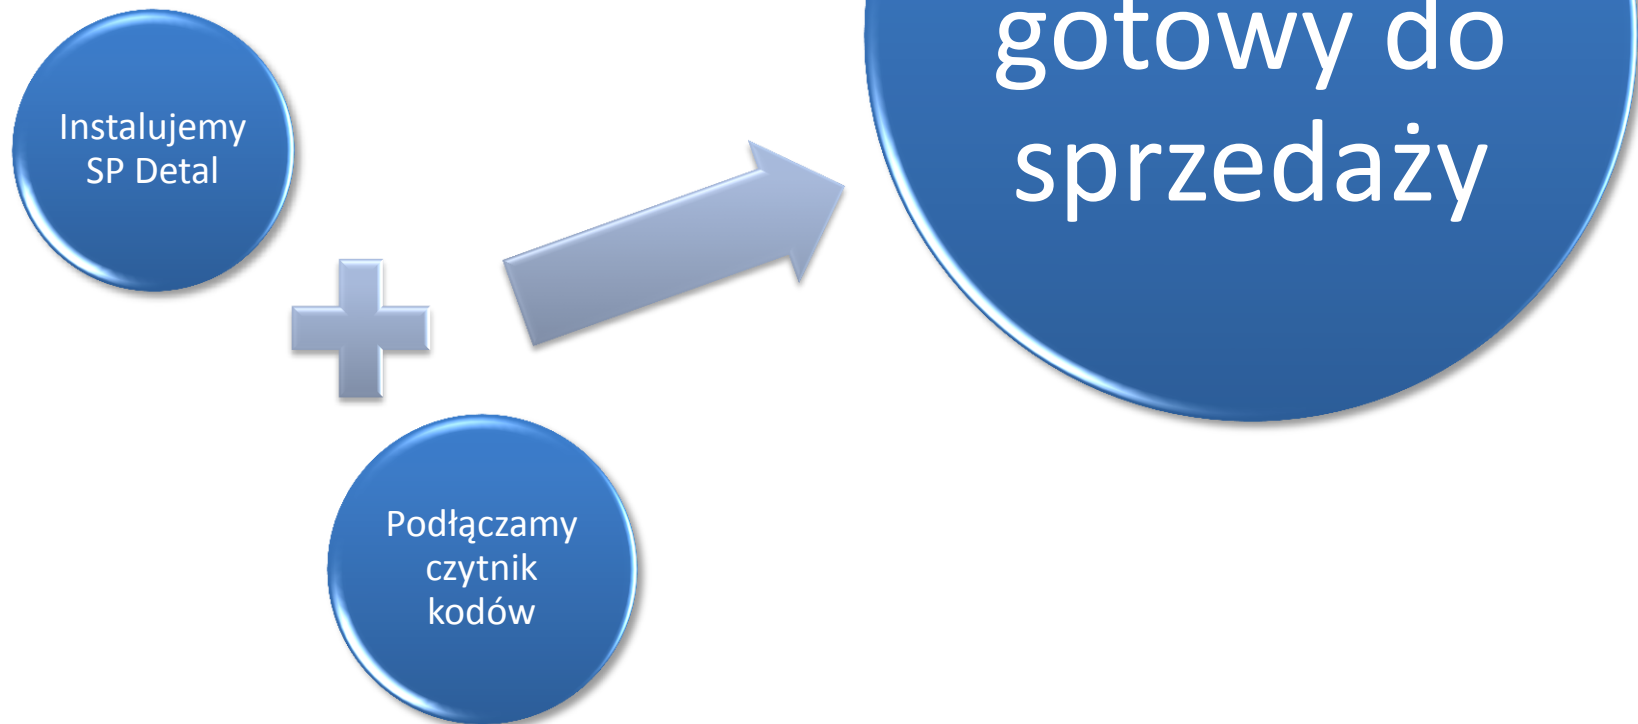 Instalujemy
SP Detal
Podłączamy
czytnik
kodów
gotowy do
sprzedaży